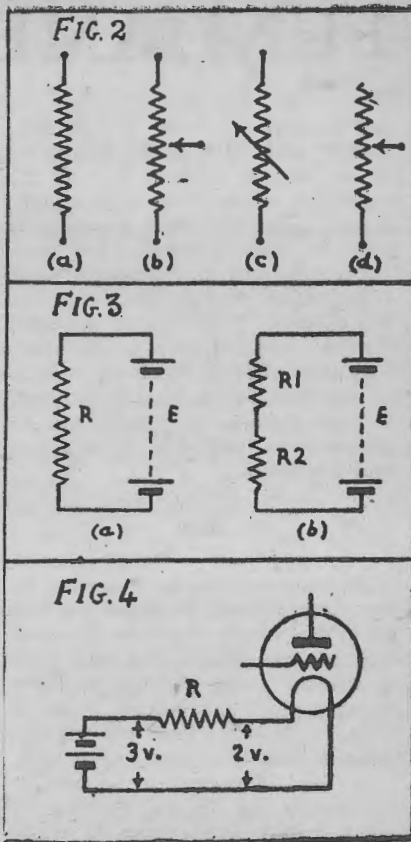 FIG. 2
(a) (b) (c) (d)
FIG. 3
R E R1 E
R2
(a) (b)
FIG. 4
R
3 v. 2 v.